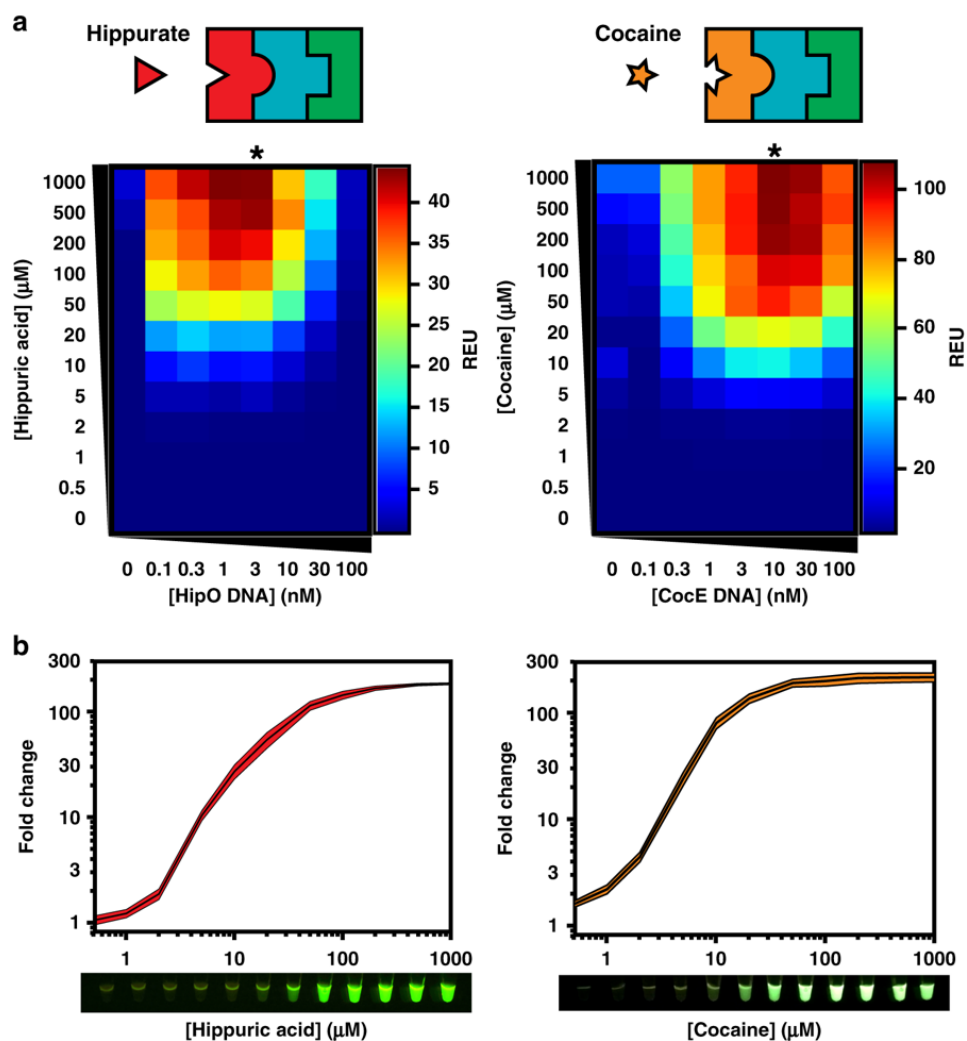 a
Hippurate
Cocaine
*
*
[Hippuric acid] (μM)
1000
500
200
100
50
20
10
5
2
1
0.5
0
0 0.1 0.3 1 3 10 30 100
[HipO DNA] (nM)
40
35
30
25
20
15
10
5
REU
[Cocaine] (μM)
1000
500
200
100
50
20
10
5
2
1
0.5
0
0 0.1 0.3 1 3 10 30 100
[CocE DNA] (nM)
100
80
60
40
20
REU
b
Fold change
300
100
30
10
3
1
1 10 100 1000
[Hippuric acid] (μM)
Fold change
300
100
30
10
3
1
1 10 100 1000
[Cocaine] (μM)